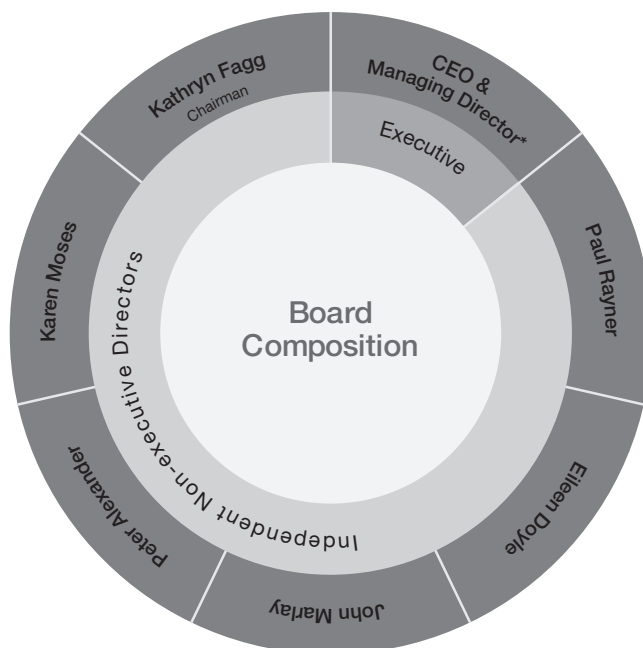 Board
Composition
CEO &
Managing Director*
Executive
Paul Rayner
Eileen Doyle
John Marlay
Peter Alexander
Karen Moses
Kathryn Fagg
Chairman
Independent Non-executive Directors